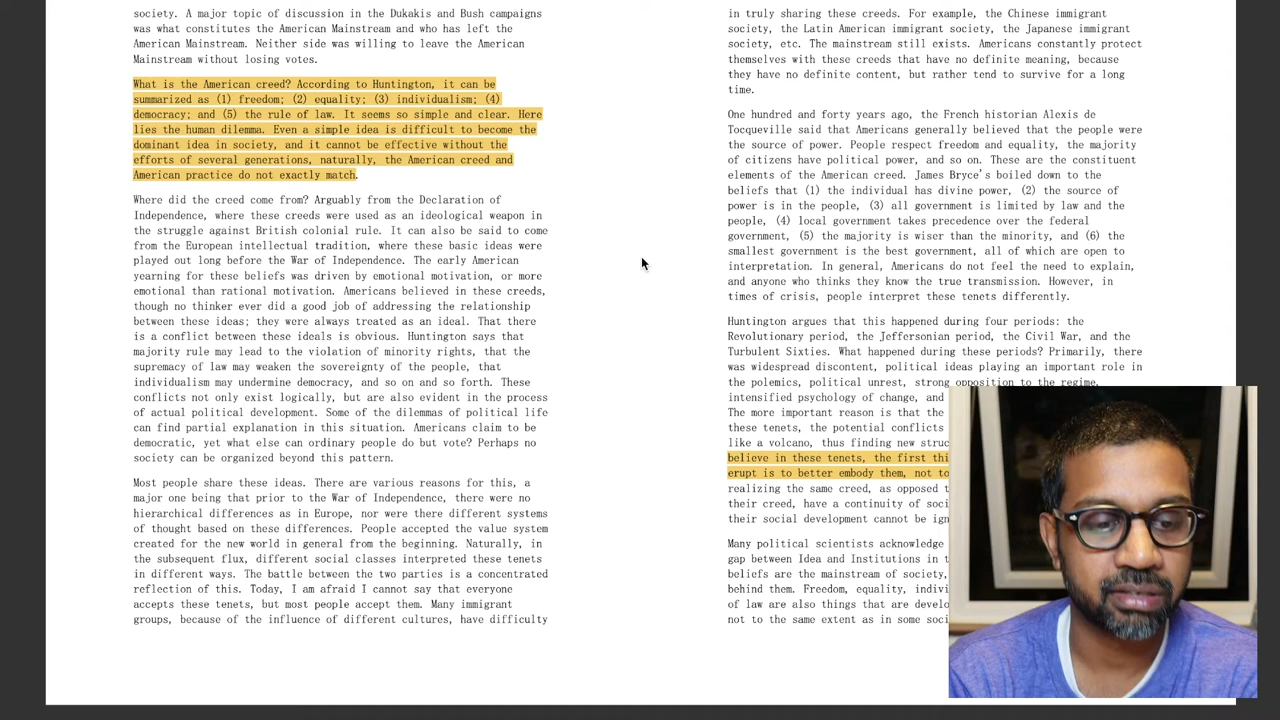 society. A major topic of discussion in the Dukakis and Bush campaigns
was what constitutes the American Mainstream and who has left the
American Mainstream. Neither side was willing to leave the American
Mainstream without losing votes.
What is the American creed? According to Huntington, it can be
summarized as (1) freedom; (2) equality; (3) individualism; (4)
democracy; and (5) the rule of law. It seems so simple and clear. Here
lies the human dilemma. Even a simple idea is difficult to become the
dominant idea in society, and it cannot be effective without the
efforts of several generations, naturally, the American creed and
American practice do not exactly match.
Where did the creed come from? Arguably from the Declaration of
Independence, where these creeds were used as an ideological weapon in
the struggle against British colonial rule. It can also be said to come
from the European intellectual tradition, where these basic ideas were
played out long before the War of Independence. The early American
yearning for these beliefs was driven by emotional motivation, or more
emotional than rational motivation. Americans believed in these creeds,
though no thinker ever did a good job of addressing the relationship
between these ideas; they were always treated as an ideal. That there
is a conflict between these ideals is obvious. Huntington says that
majority rule may lead to the violation of minority rights, that the
supremacy of law may weaken the sovereignty of the people, that
individualism may undermine democracy, and so on and so forth. These
conflicts not only exist logically, but are also evident in the process
of actual political development. Some of the dilemmas of political life
can find partial explanation in this situation. Americans claim to be
democratic, yet what else can ordinary people do but vote? Perhaps no
society can be organized beyond this pattern.
Most people share these ideas. There are various reasons for this, a
major one being that prior to the War of Independence, there were no
hierarchical differences as in Europe, nor were there different systems
of thought based on these differences. People accepted the value system
created for the new world in general from the beginning. Naturally, in
the subsequent flux, different social classes interpreted these tenets
in different ways. The battle between the two parties is a concentrated
reflection of this. Today, I am afraid I cannot say that everyone
accepts these tenets, but most people accept them. Many immigrant
groups, because of the influence of different cultures, have difficulty
in truly sharing these creeds. For example, the Chinese immigrant
society, the Latin American immigrant society, the Japanese immigrant
society, etc. The mainstream still exists. Americans constantly protect
themselves with these creeds that have no definite meaning, because
they have no definite content, but rather tend to survive for a long
time.
One hundred and forty years ago, the French historian Alexis de
Tocqueville said that Americans generally believed that the people were
the source of power. People respect freedom and equality, the majority
of citizens have political power, and so on. These are the constituent
elements of the American creed. James Bryce's boiled down to the
beliefs that (1) the individual has divine power, (2) the source of
power is in the people, (3) all government is limited by law and the
people, (4) local government takes precedence over the federal
government, (5) the majority is wiser than the minority, and (6) the
smallest government is the best government, all of which are open to
interpretation. In general, Americans do not feel the need to explain,
and anyone who thinks they know the true transmission. However, in
times of crisis, people interpret these tenets differently.
Huntington argues that this happened during four periods: the
Revolutionary period, the Jeffersonian period, the Civil War, and the
Turbulent Sixties. What happened during these periods? Primarily, there
was widespread discontent, political ideas playing an important role in
the polemics, political unrest, strong opposition to the regime,
intensified psychology of change, and
The more important reason is that the
these tenets, the potential conflicts
like a volcano, thus finding new struc
believe in these tenets, the first thi
erupt is to better embody them, not to
realizing the same creed, as opposed t
their creed, have a continuity of soci
their social development cannot be ign
Many political scientists acknowledge
gap between Idea and Institutions in t
beliefs are the mainstream of society,
behind them. Freedom, equality, indivi
of law are also things that are develo
not to the same extent as in some soci